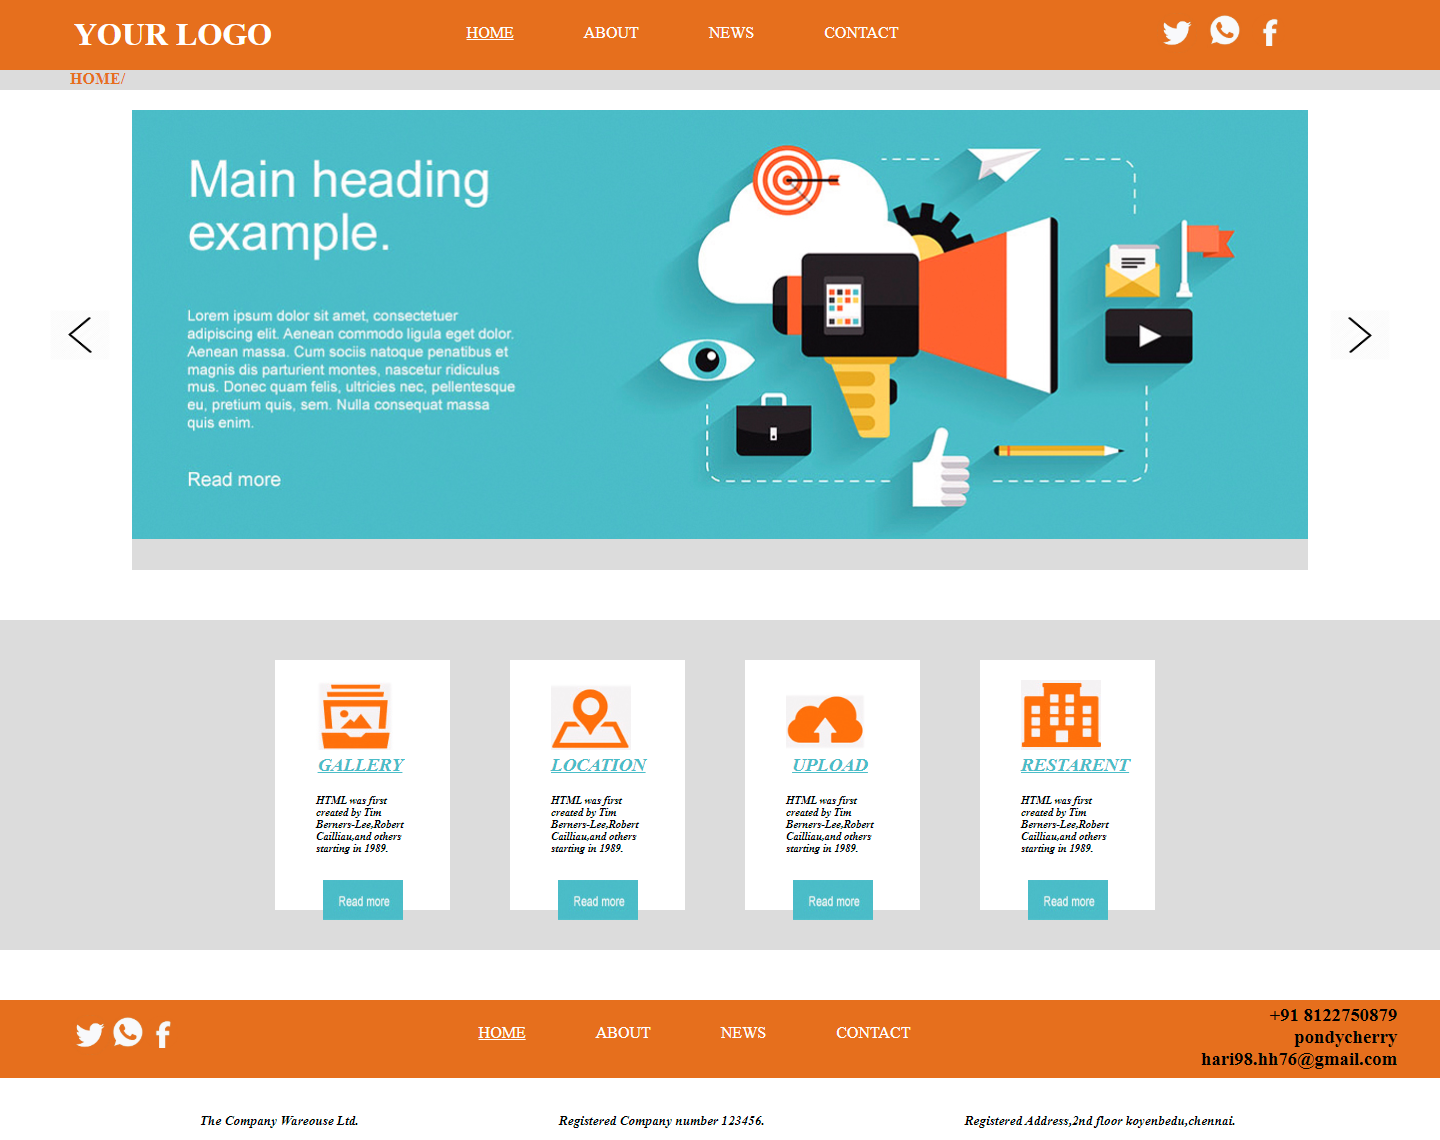 YOUR LOGO
HOME ABOUT NEWS CONTACT
HOME/
Main heading
example.
Lorem ipsum dolor sit amet, consectetuer
adipiscing elit. Aenean commodo ligula eget dolor.
Aenean massa. Cum sociis natoque penatibus et
magnis dis parturient montes, nascetur ridiculus
mus. Donec quam felis, ultricies nec, pellentesque
eu, pretium quis, sem. Nulla consequat massa
quis enim.
Read more
GALLERY
HTML was first
created by Tim
Berners-Lee,Robert
Cailliau,and others
starting in 1989.
Read more
LOCATION
HTML was first
created by Tim
Berners-Lee,Robert
Cailliau,and others
starting in 1989.
Read more
UPLOAD
HTML was first
created by Tim
Berners-Lee,Robert
Cailliau,and others
starting in 1989.
Read more
RESTARENT
HTML was first
created by Tim
Berners-Lee,Robert
Cailliau,and others
starting in 1989.
Read more
HOME ABOUT NEWS CONTACT
+91 8122750879
pondycherry
hari98.hh76@gmail.com
The Company Wareouse Ltd. Registered Company number 123456. Registered Address,2nd floor koyenbedu,chennai.